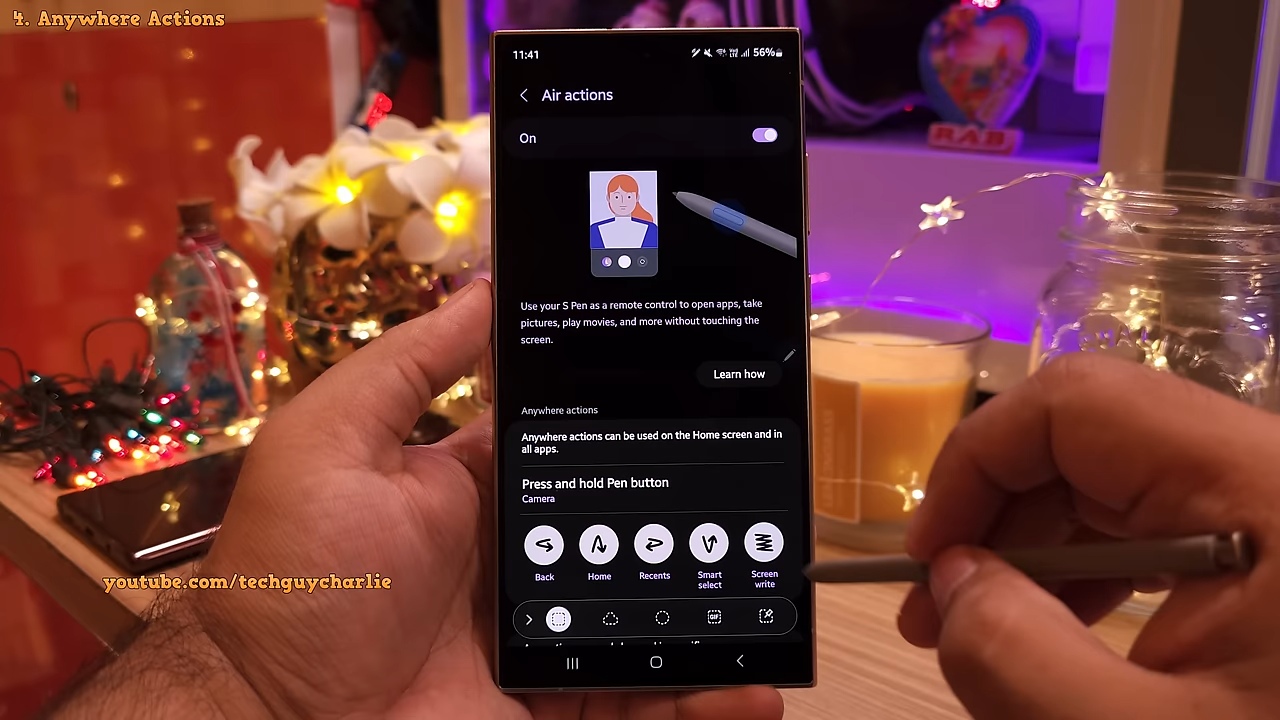 4. Anywhere Actions
RAB
11:41
56%
Air actions
On
Use your S Pen as a remote control to open apps, take
pictures, play movies, and more without touching the
screen.
Learn how
Anywhere actions
Anywhere actions can be used on the Home screen and in
all apps.
Press and hold Pen button
Camera
Back
Home
Recents
Smart
select
Screen
write
GIF
youtube.com/techguycharlie